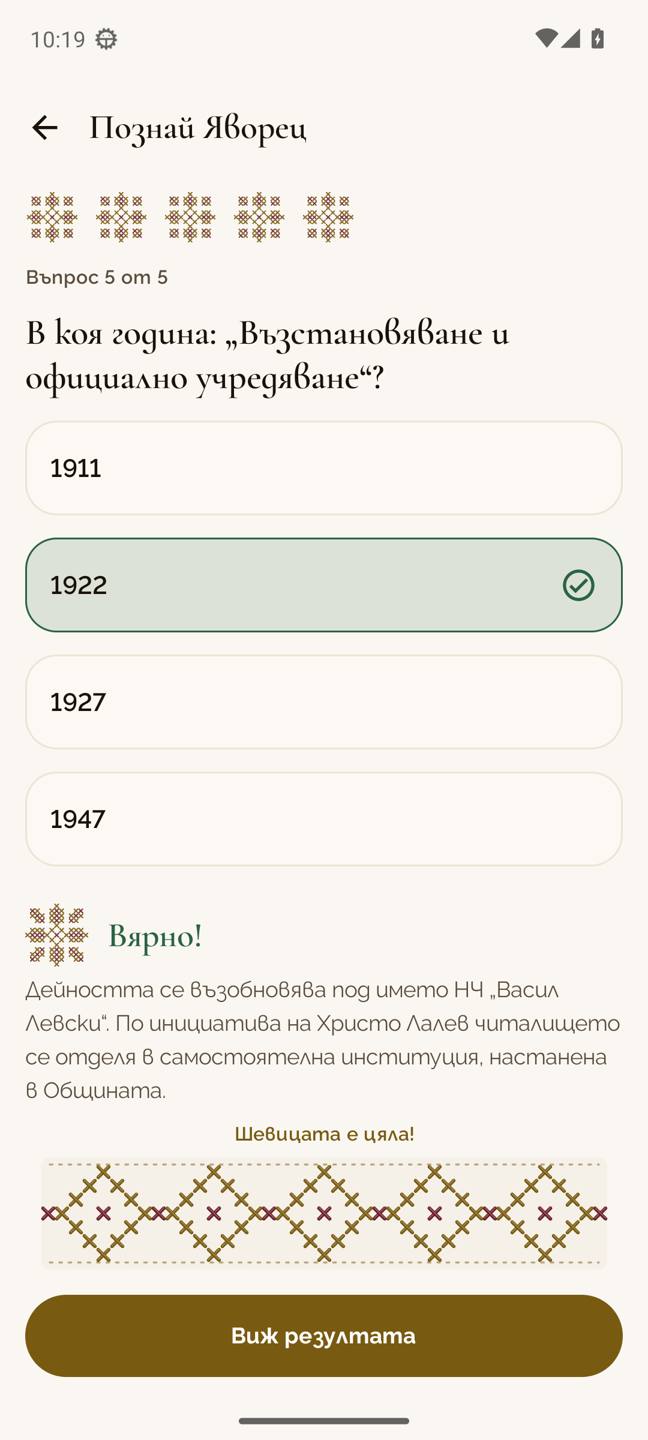 10:19
Познай Яворец
Въпрос 5 от 5
В коя година: „Възстановяване и
официално учредяване“?
1911
1922
1927
1947
Вярно!
Дейността се възобновява под името НЧ „Васил
Левски“. По инициатива на Христо Лалев читалището
се отделя в самостоятелна институция, настанена
в Общината.
Шевицата е цяла!
Виж резултата